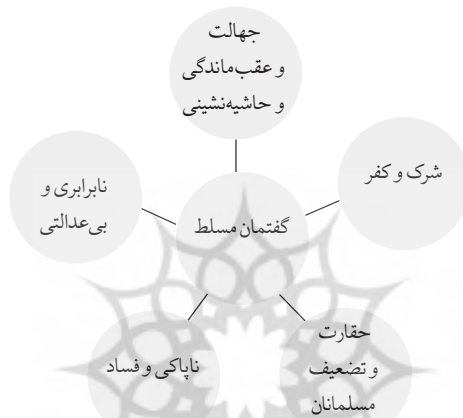 جهالت
و عقب‌ماندگی
و حاشیه‌نشینی
شرک و کفر
نابرابری و
بی‌عدالتی
گفتمان مسلط
حقارت
و تضعیف
مسلمانان
ناپاکی و فساد